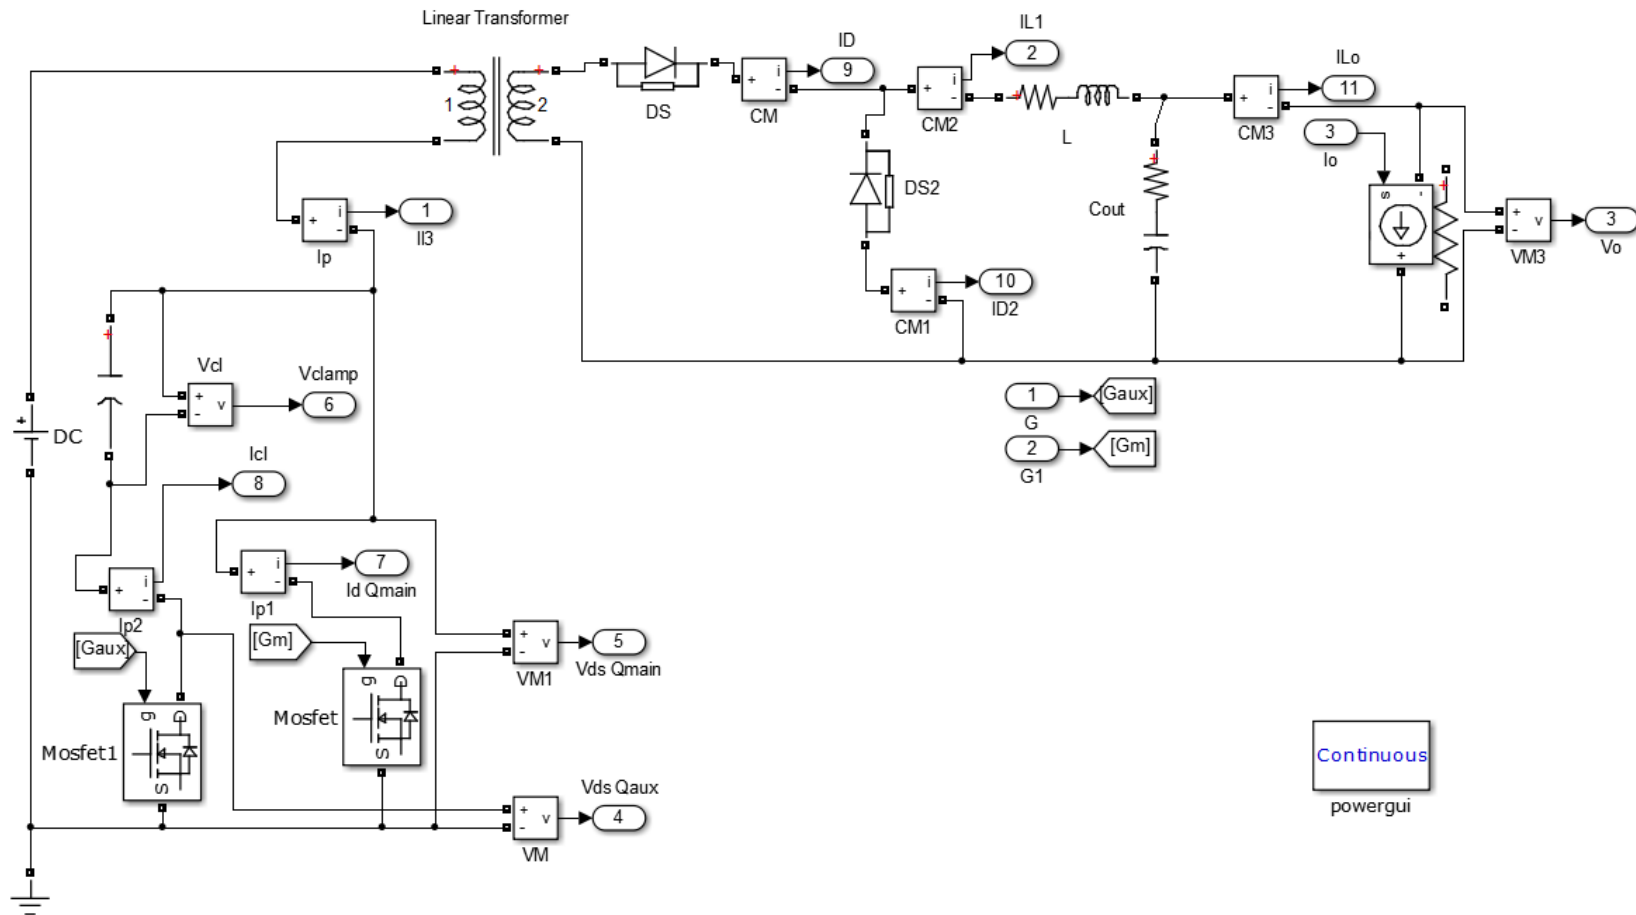 Linear Transformer
1
2
+
+
DS
CM
+
i
-
ID
9
IL1
2
CM2
+
i
-
+
L
CM3
+
i
-
ILo
11
3
Io
DS2
Cout
+
s
-
+
+
VM3
+
-
v
3
Vo
Ip
+
i
-
1
II3
CM1
+
i
-
10
ID2
+
Vcl
+
-
v
Vclamp
6
+
DC
1
G
[Gaux]
2
G1
[Gm]
Icl
8
Ip2
+
i
-
Ip1
+
i
-
7
Id Qmain
[Gaux]
[Gm]
VM1
+
-
v
5
Vds Qmain
Mosfet
g
D
S
Mosfet1
g
D
S
Vds Qaux
4
VM
+
-
v
Continuous
powergui